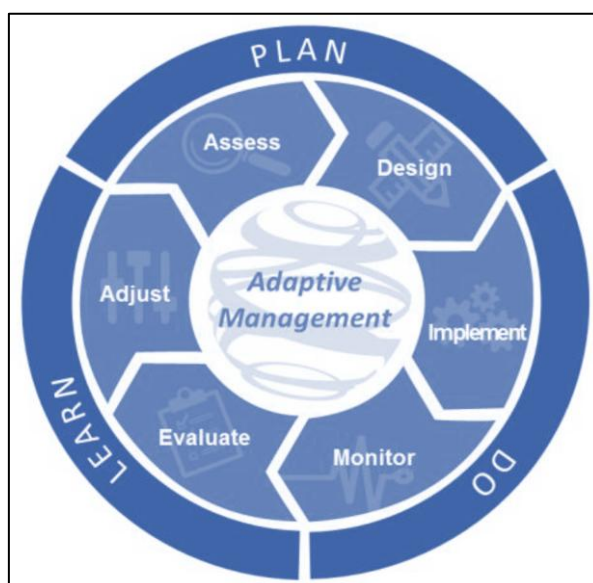 PLAN
Assess
Design
Adjust
Adaptive
Management
Implement
Evaluate
Monitor
LEARN
DO